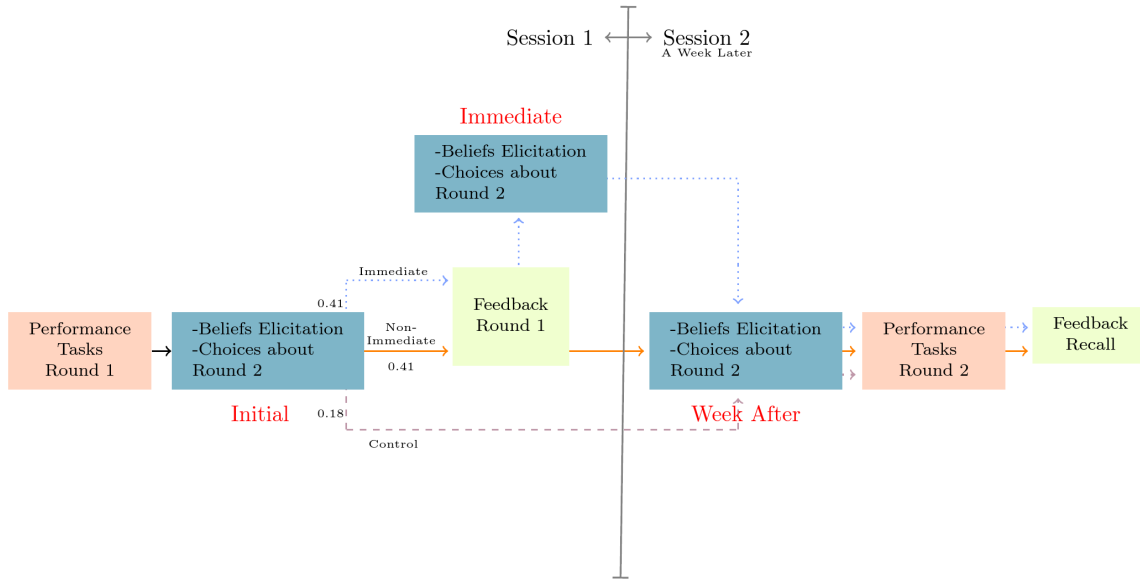 Session 1
Session 2
A Week Later
Immediate
-Beliefs Elicitation
-Choices about
Round 2
Performance
Tasks
Round 1
-Beliefs Elicitation
-Choices about
Round 2
Initial
0.41
Immediate
Non-
Immediate
0.41
0.18
Control
Feedback
Round 1
-Beliefs Elicitation
-Choices about
Round 2
Week After
Performance
Tasks
Round 2
Feedback
Recall